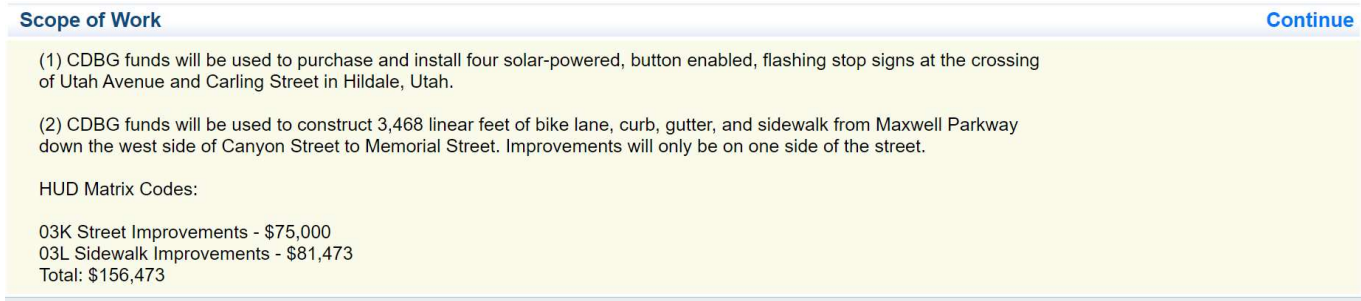 Scope of Work
Continue
(1) CDBG funds will be used to purchase and install four solar-powered, button enabled, flashing stop signs at the crossing
of Utah Avenue and Carling Street in Hildale, Utah.
(2) CDBG funds will be used to construct 3,468 linear feet of bike lane, curb, gutter, and sidewalk from Maxwell Parkway
down the west side of Canyon Street to Memorial Street. Improvements will only be on one side of the street.
HUD Matrix Codes:
03K Street Improvements - $75,000
03L Sidewalk Improvements - $81,473
Total: $156,473